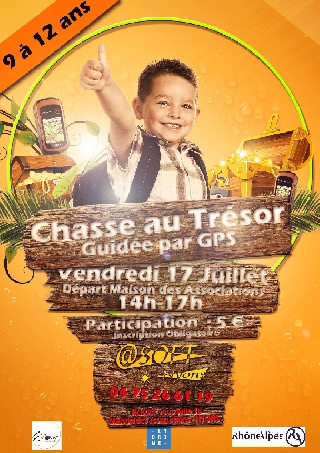 9 à 12 ans
Chasse au Trésor
Guidée par GPS
vendredi 17 Juillet
Départ Maison des Associations
14h-17h
Participation : 5 €
Inscription Obligatoire
@SOFT
04 75 26 61 19
RhôneAlpes